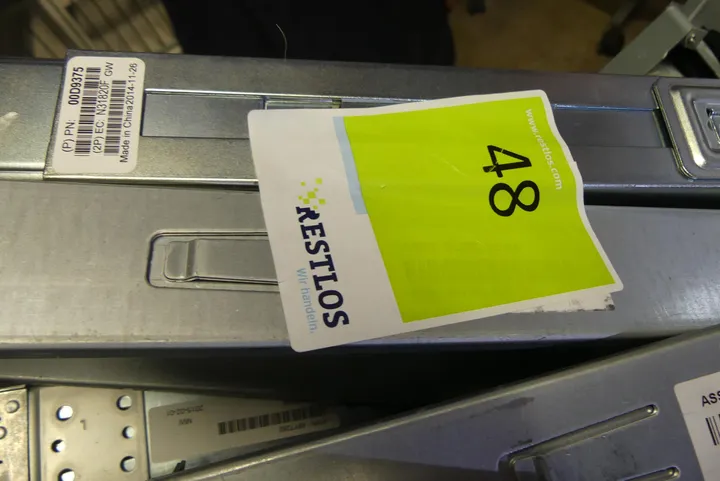 (P) PN: 00D9375
(2P) EC: N31820F GW
Made in China 2014-11-26
48
www.restlos.com
RESTLOS
Wir handeln.
ASS